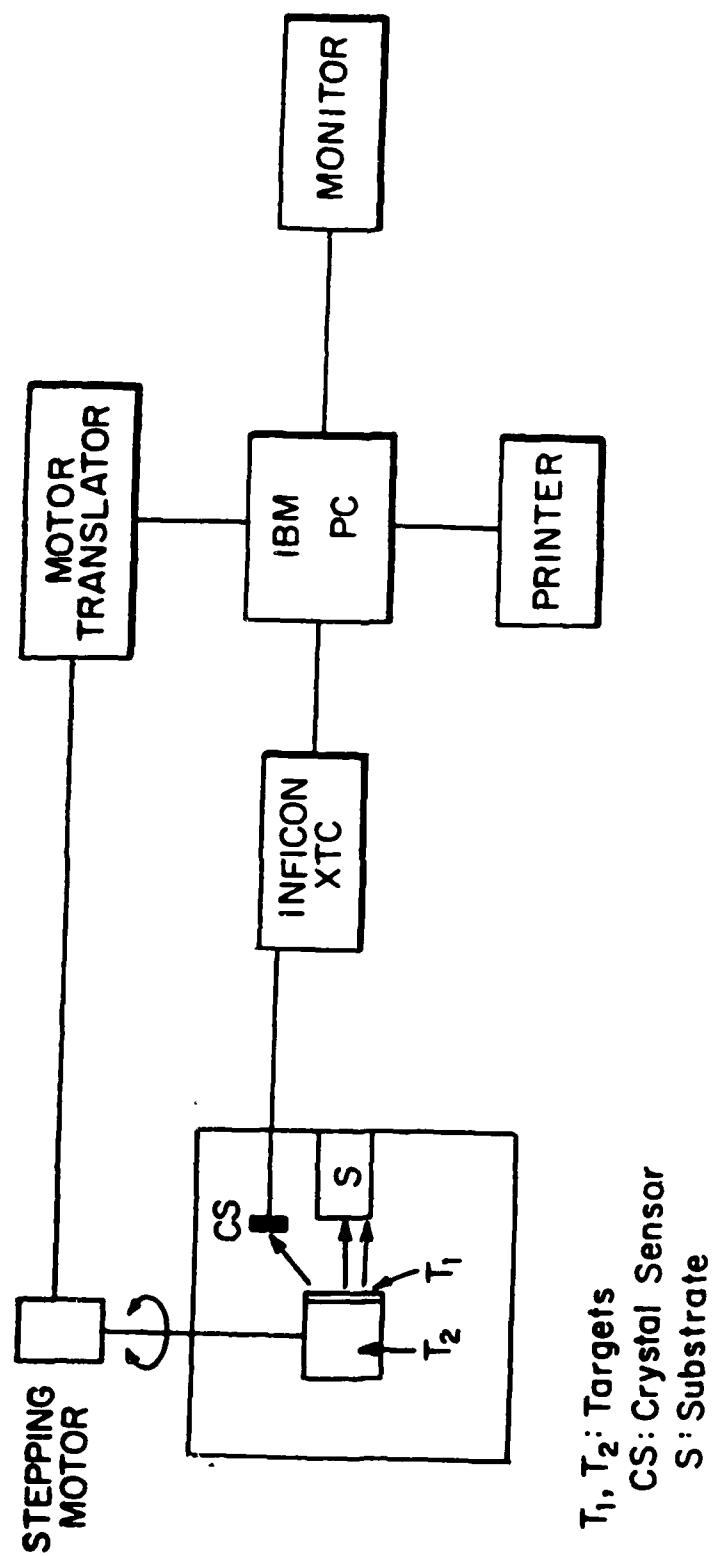 STEPPING
MOTOR
MOTOR
TRANSLATOR
CS
S
T₁
T₂
INFICON
XTC
IBM
PC
MONITOR
PRINTER
T₁, T₂: Targets
CS: Crystal Sensor
S: Substrate